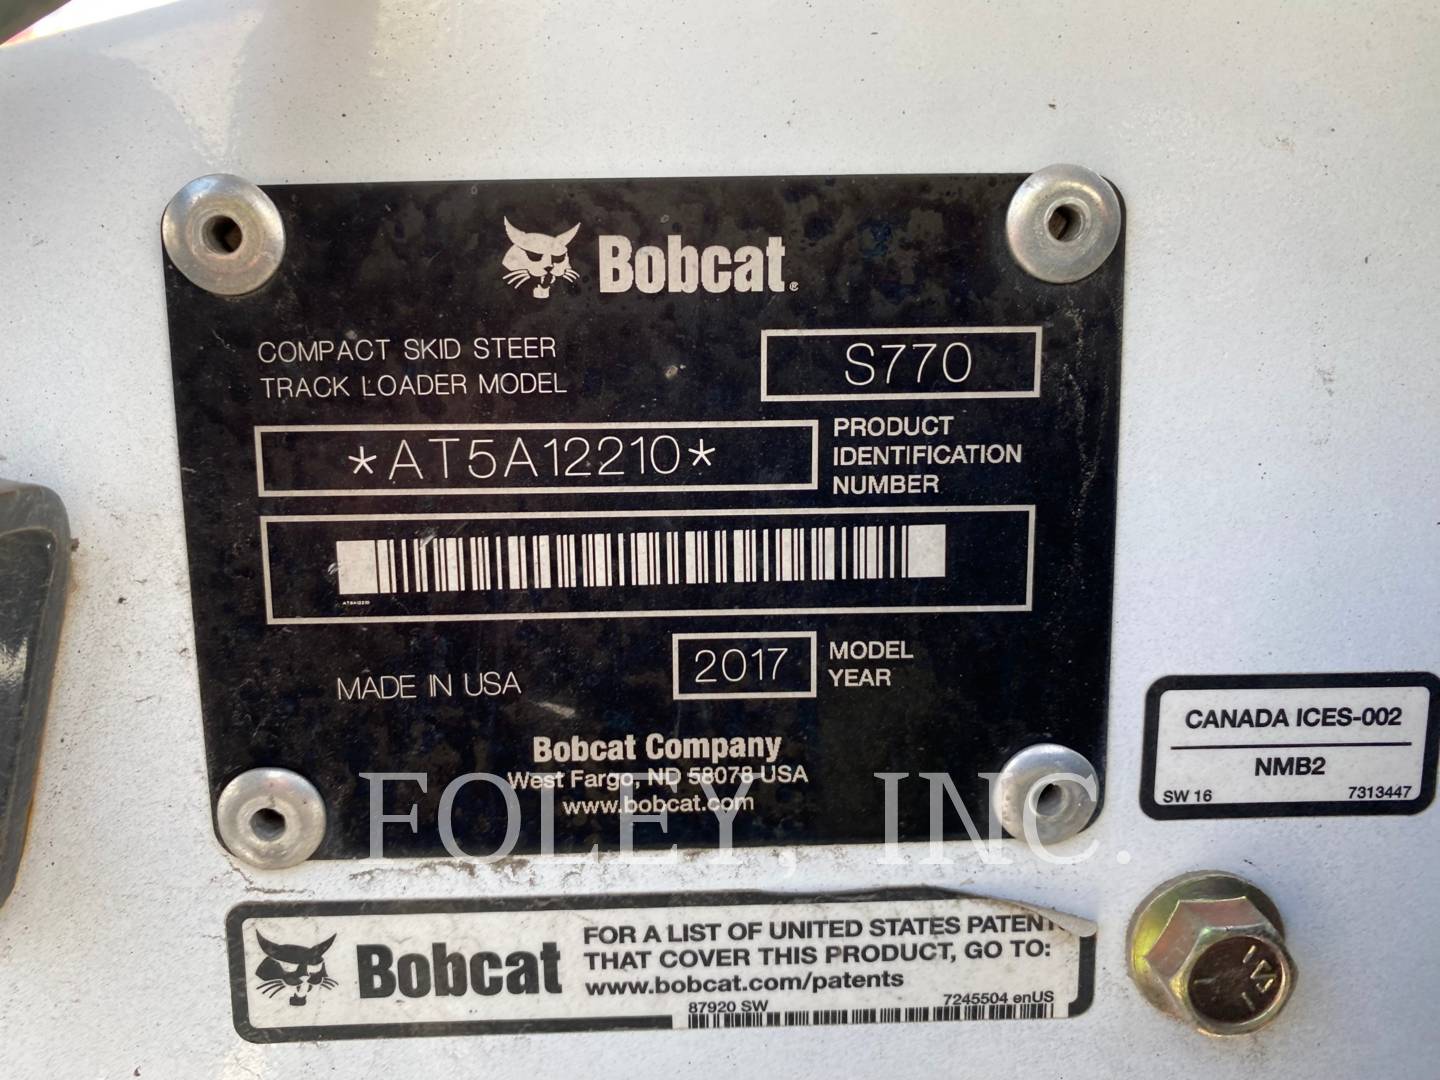 Bobcat®
COMPACT SKID STEER
TRACK LOADER MODEL
S770
*AT5A12210*
PRODUCT
IDENTIFICATION
NUMBER
AT5A12210
MADE IN USA
2017
MODEL
YEAR
Bobcat Company
West Fargo, ND 58078 USA
www.bobcat.com
FOLEY, INC.
CANADA ICES-002
NMB2
SW 16
7313447
Bobcat
FOR A LIST OF UNITED STATES PATENT
THAT COVER THIS PRODUCT, GO TO:
www.bobcat.com/patents
87920 SW
7245504 enUS